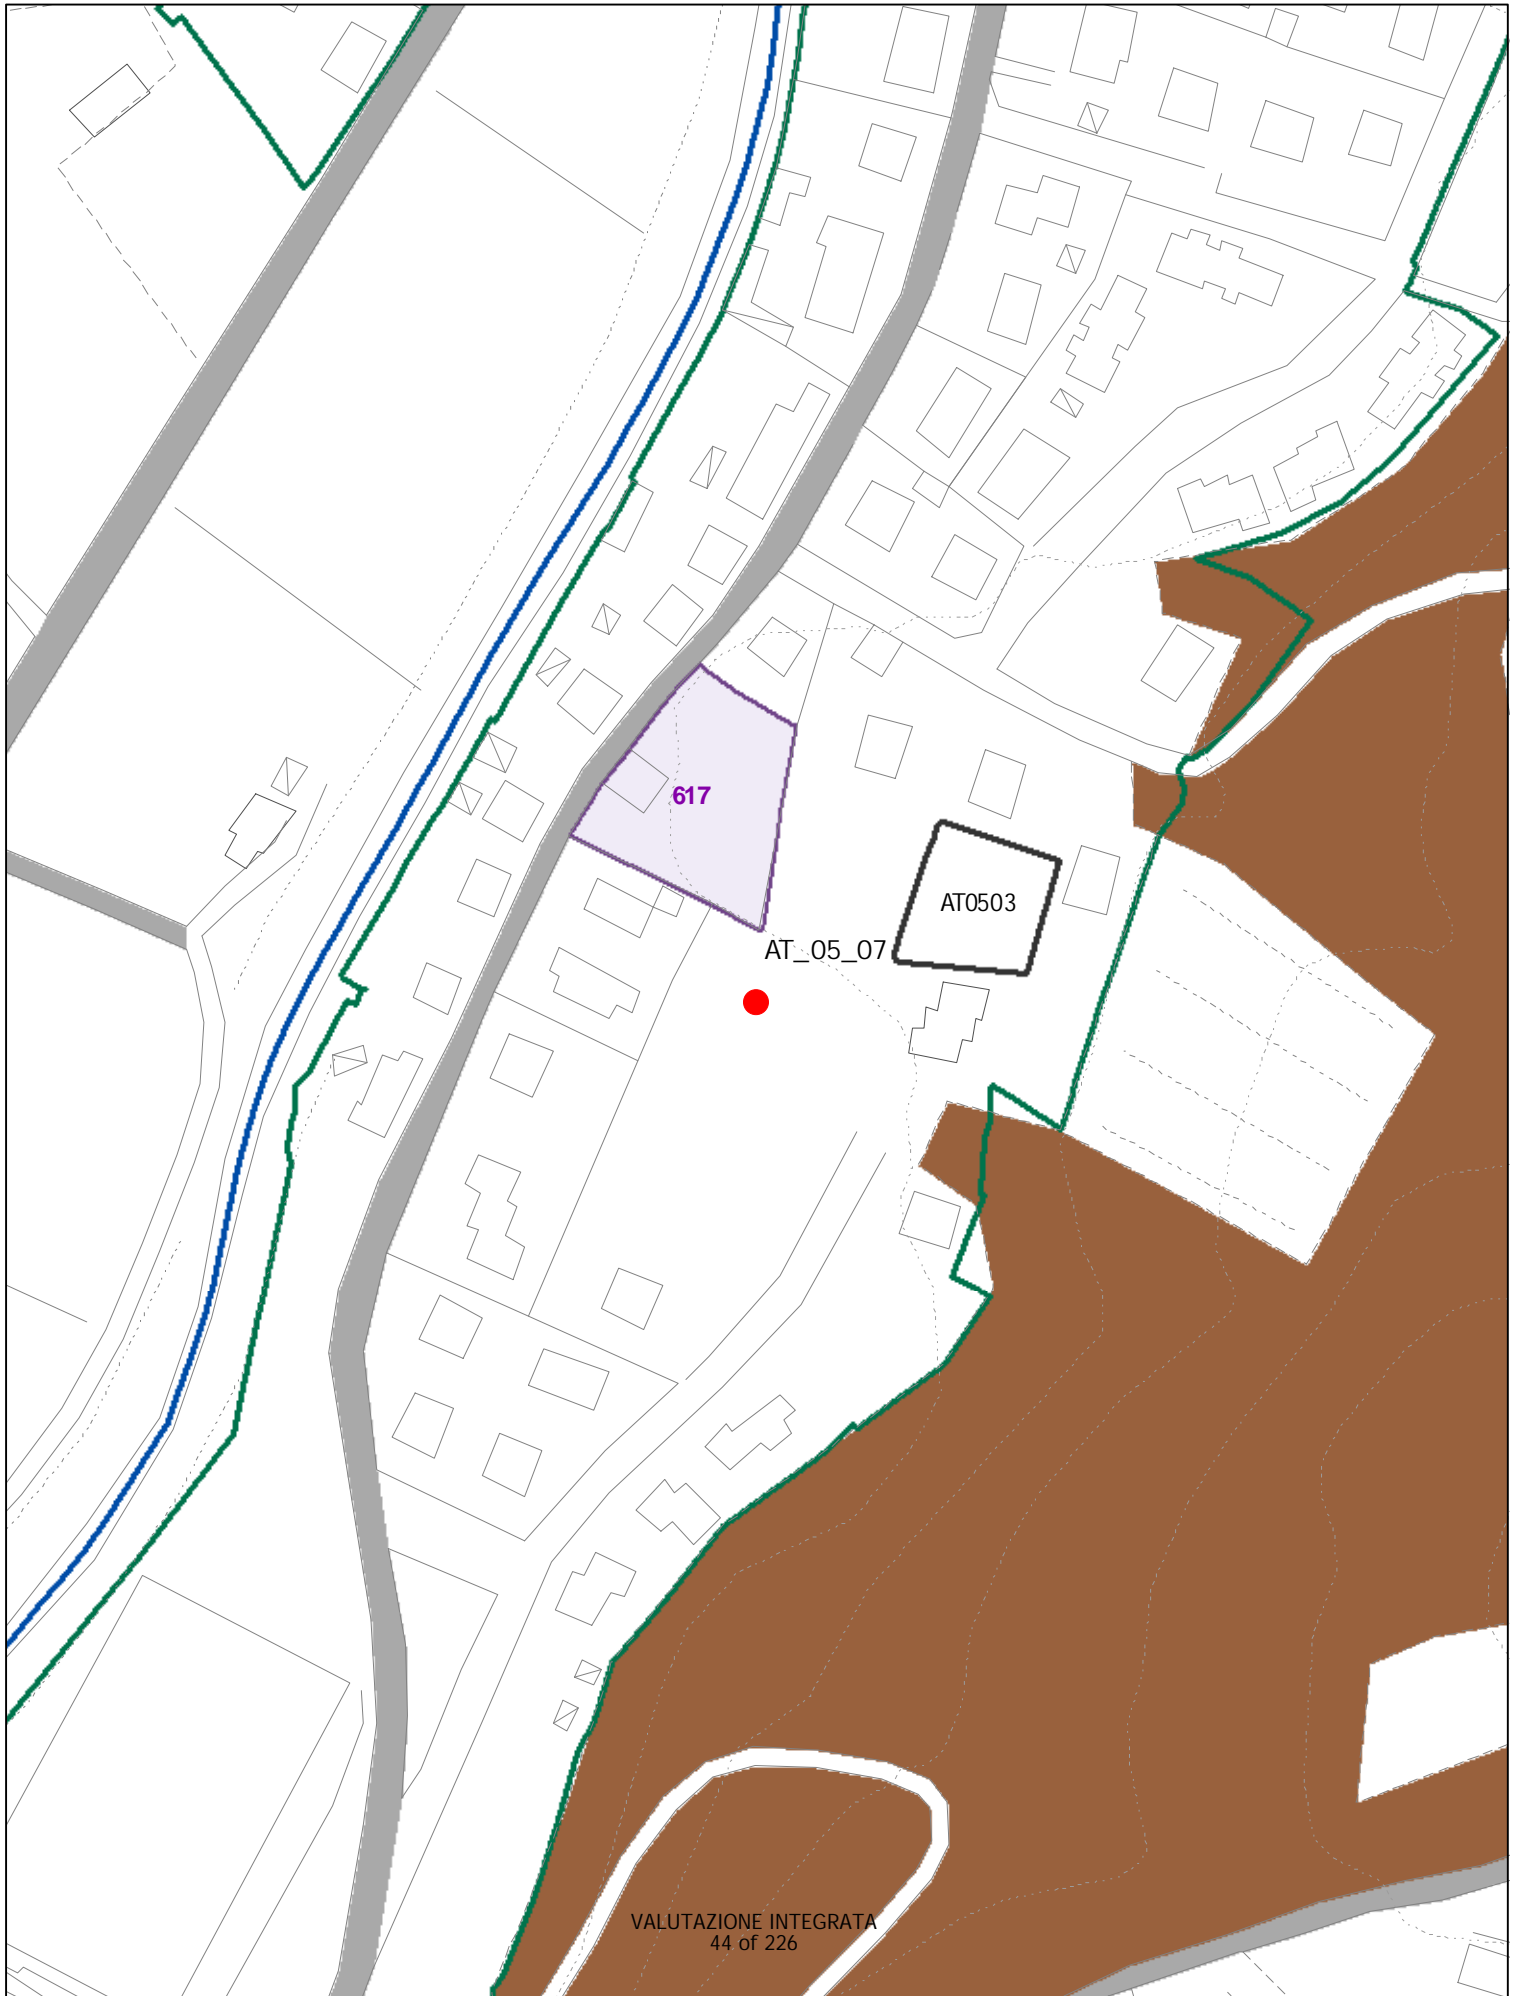 617
AT0503
AT_05_07
VALUTAZIONE INTEGRATA
44 of 226